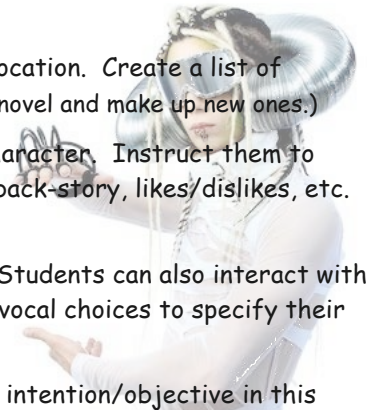 ocation. Create a list of
novel and make up new ones.)
aracter. Instruct them to
back-story, likes/dislikes, etc.
Students can also interact with
vocal choices to specify their
intention/objective in this